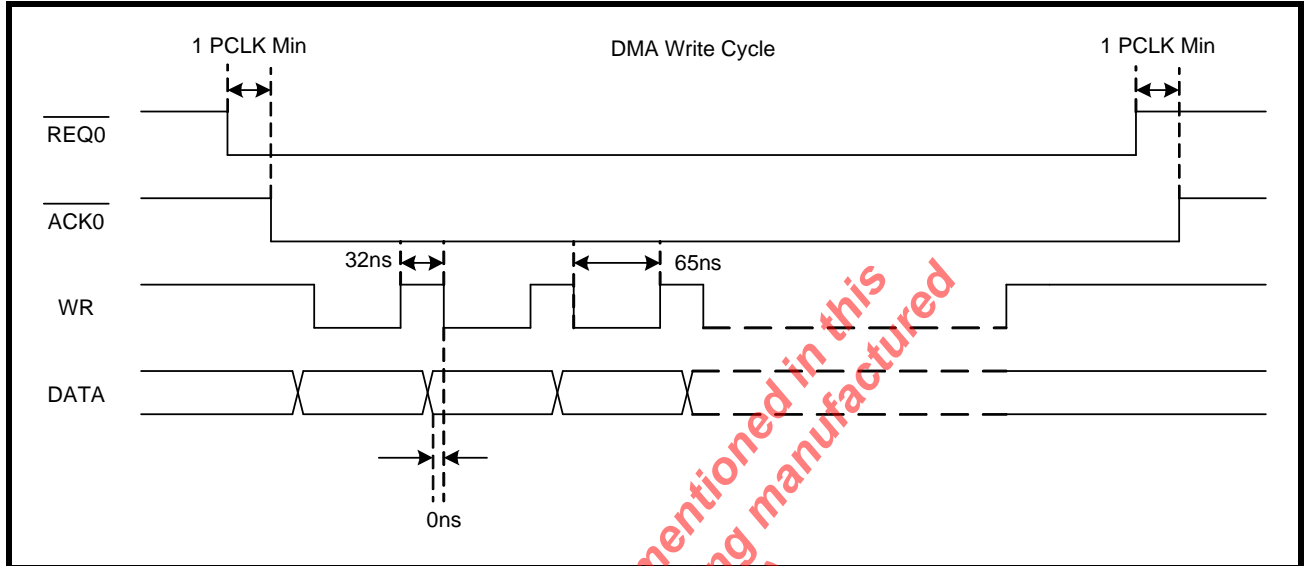 1 PCLK Min
DMA Write Cycle
1 PCLK Min
REQ0
ACK0
32ns
65ns
WR
DATA
0ns
mentioned in this
ng manufactured